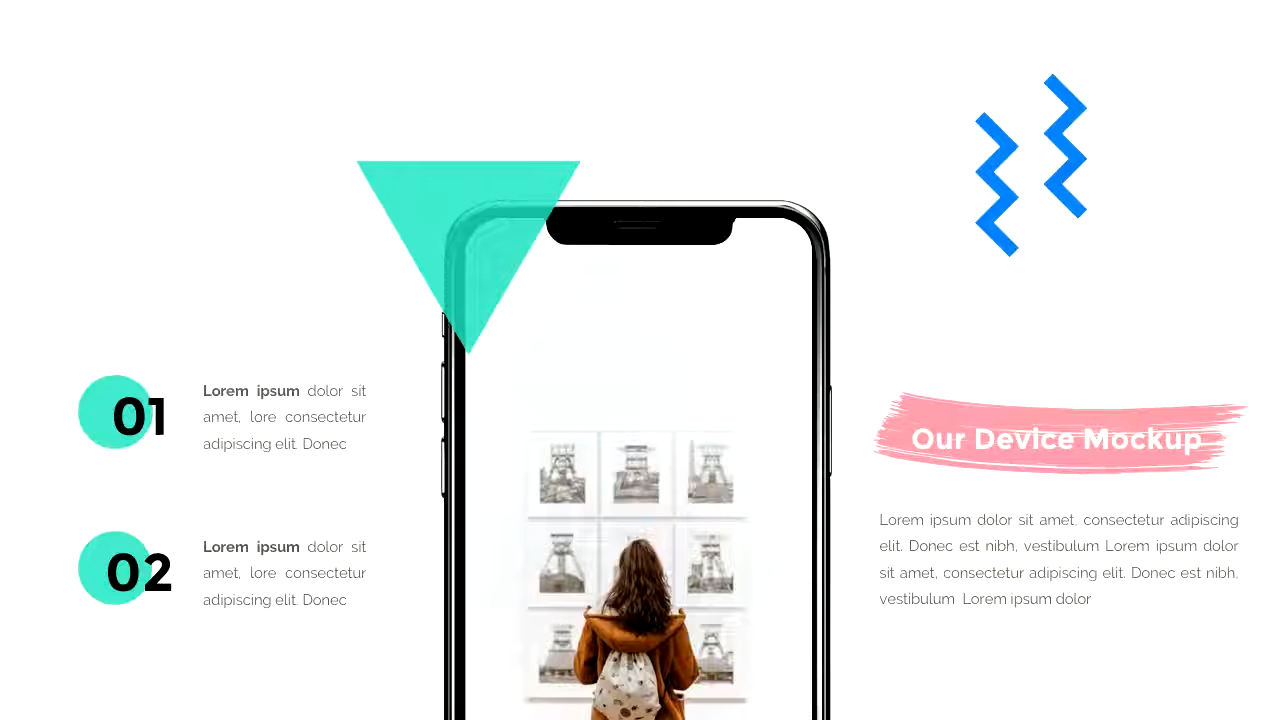 01
Lorem ipsum dolor sit
amet, lore consectetur
adipiscing elit. Donec
02
Lorem ipsum dolor sit
amet, lore consectetur
adipiscing elit. Donec
Our Device Mockup
Lorem ipsum dolor sit amet, consectetur adipiscing
elit. Donec est nibh, vestibulum Lorem ipsum dolor
sit amet, consectetur adipiscing elit. Donec est nibh,
vestibulum  Lorem ipsum dolor